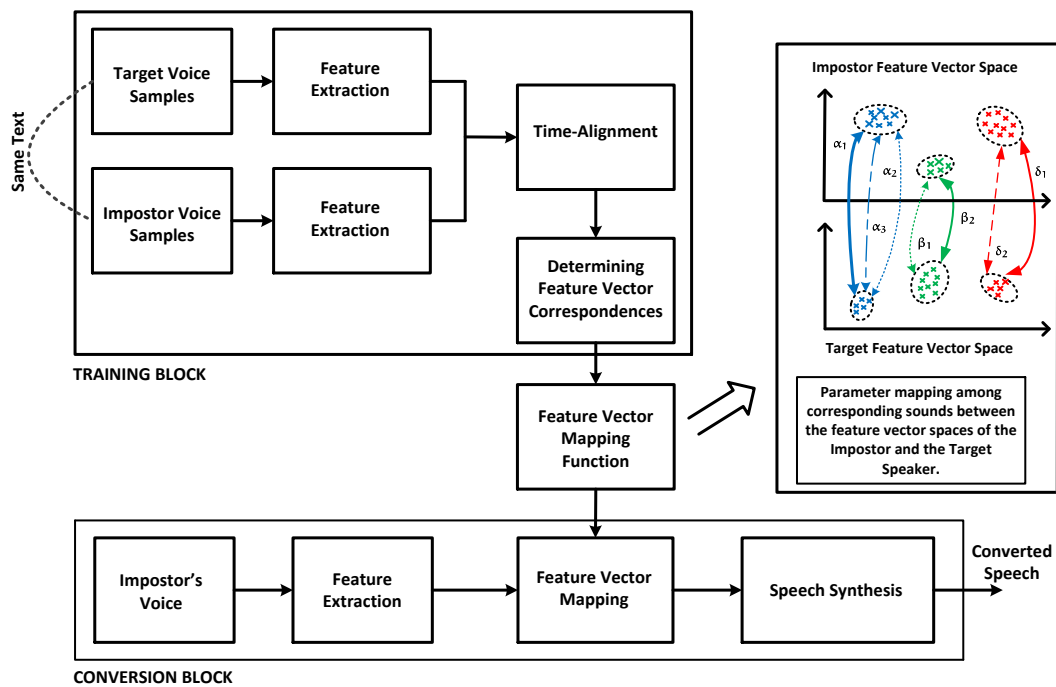 Same Text
Target Voice
Samples
Feature
Extraction
Time-Alignment
Impostor Voice
Samples
Feature
Extraction
Determining
Feature Vector
Correspondences
TRAINING BLOCK
Feature Vector
Mapping
Function
Impostor Feature Vector Space
α1
α2
α3
β1
β2
δ1
δ2
Target Feature Vector Space
Parameter mapping among
corresponding sounds between
the feature vector spaces of the
Impostor and the Target
Speaker.
Impostor's
Voice
Feature
Extraction
Feature Vector
Mapping
Speech Synthesis
Converted
Speech
CONVERSION BLOCK